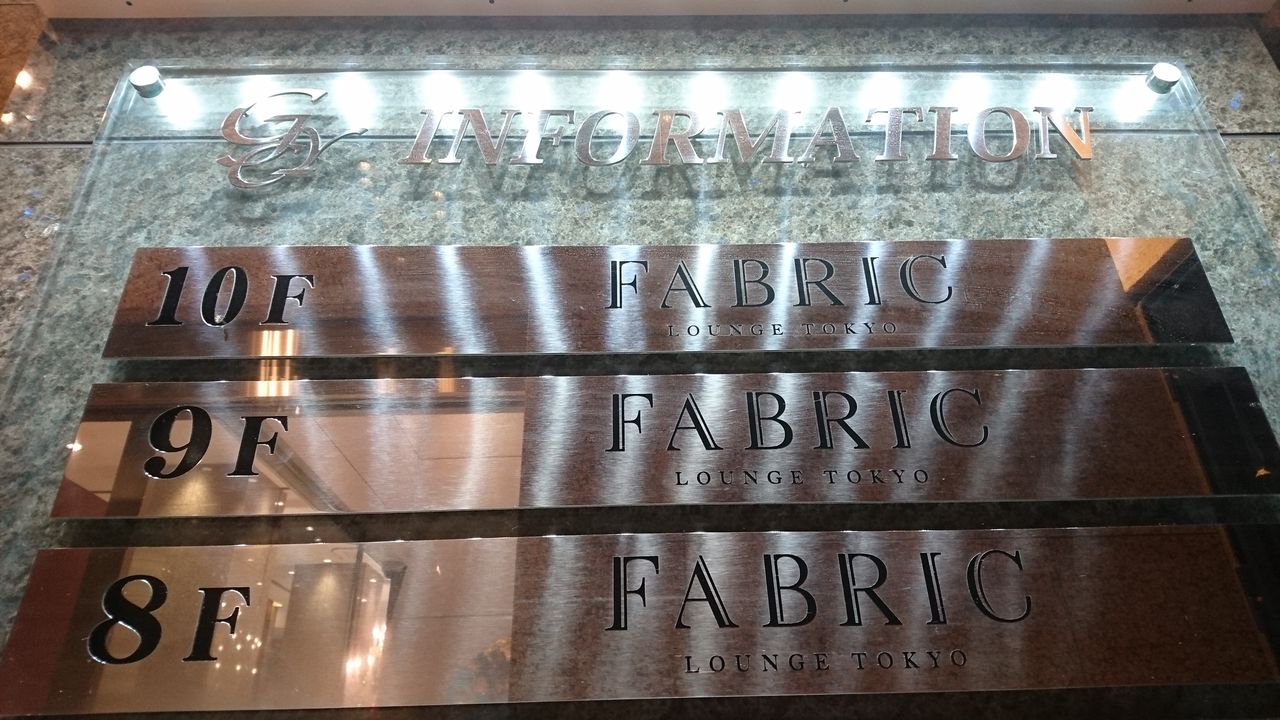 INFORMATION
10F FABRIC
LOUNGE TOKYO
9F FABRIC
LOUNGE TOKYO
8F FABRIC
LOUNGE TOKYO